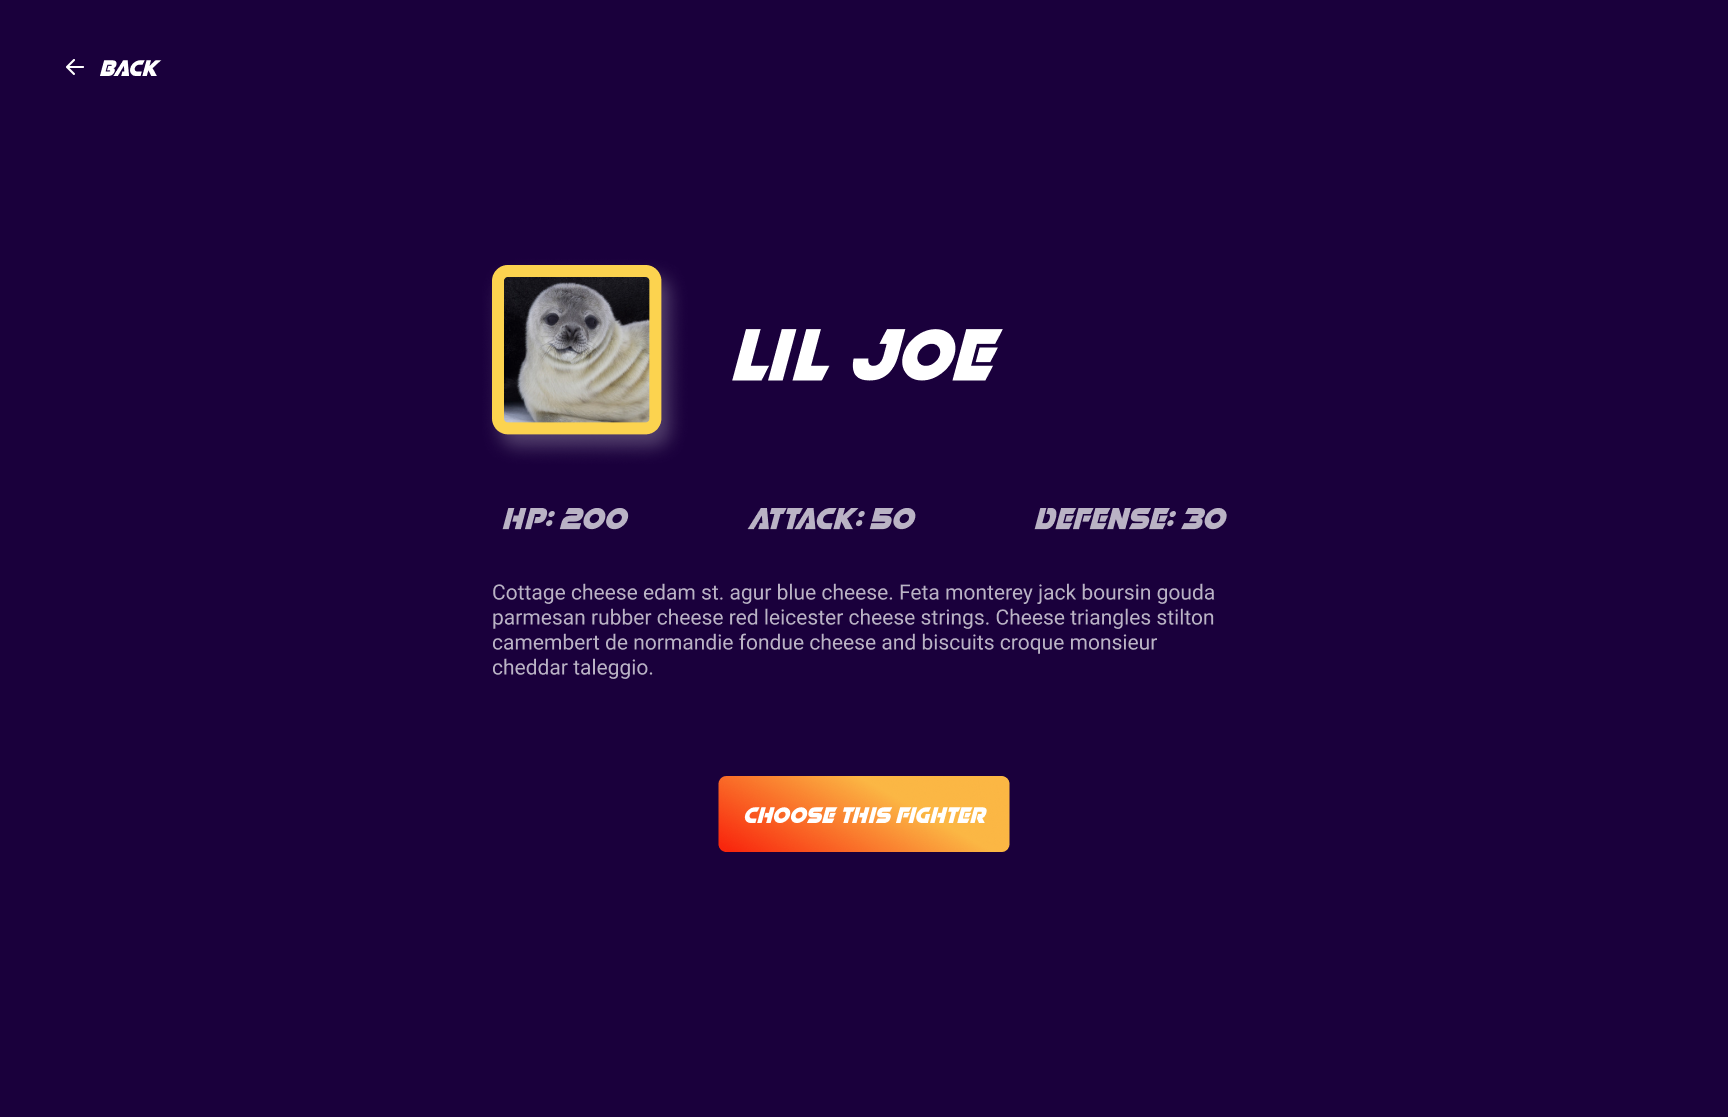 BACK
LIL JOE
HP: 200
ATTACK: 50
DEFENSE: 30
Cottage cheese edam st. agur blue cheese. Feta monterey jack boursin gouda
parmesan rubber cheese red leicester cheese strings. Cheese triangles stilton
camembert de normandie fondue cheese and biscuits croque monsieur
cheddar taleggio.
CHOOSE THIS FIGHTER